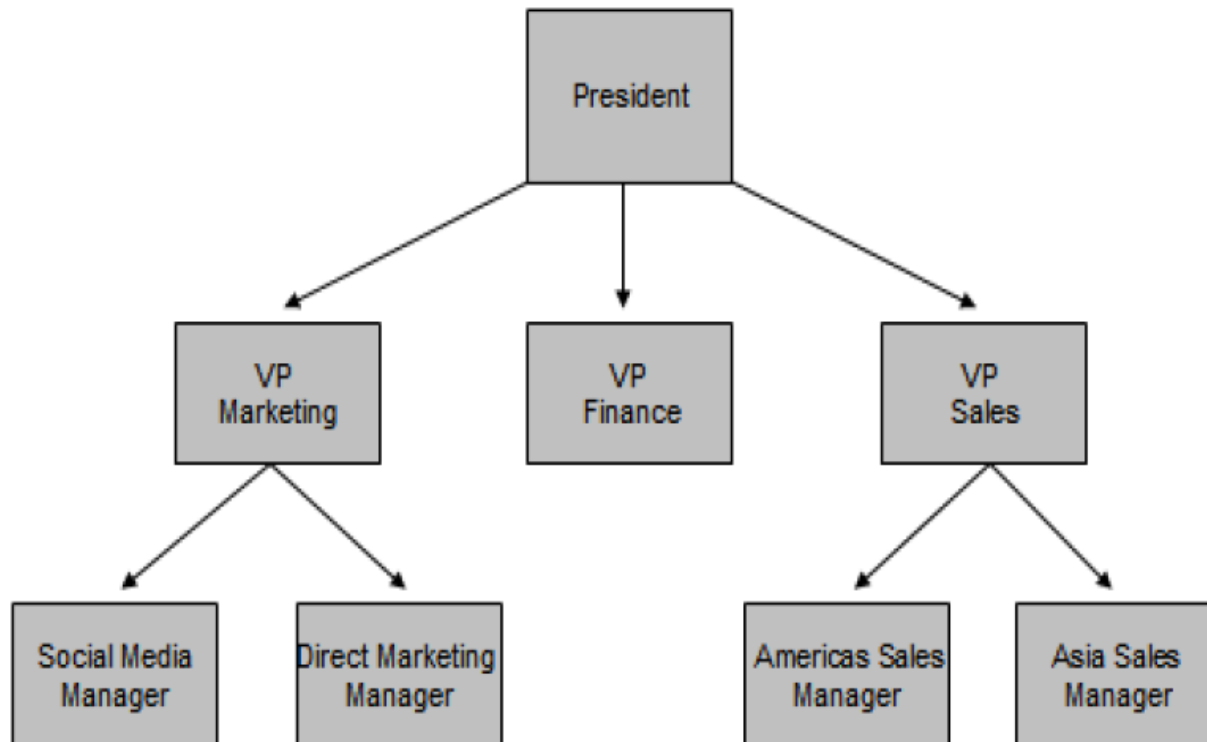 President
VP
Marketing
VP
Finance
VP
Sales
Social Media
Manager
Direct Marketing
Manager
Americas Sales
Manager
Asia Sales
Manager